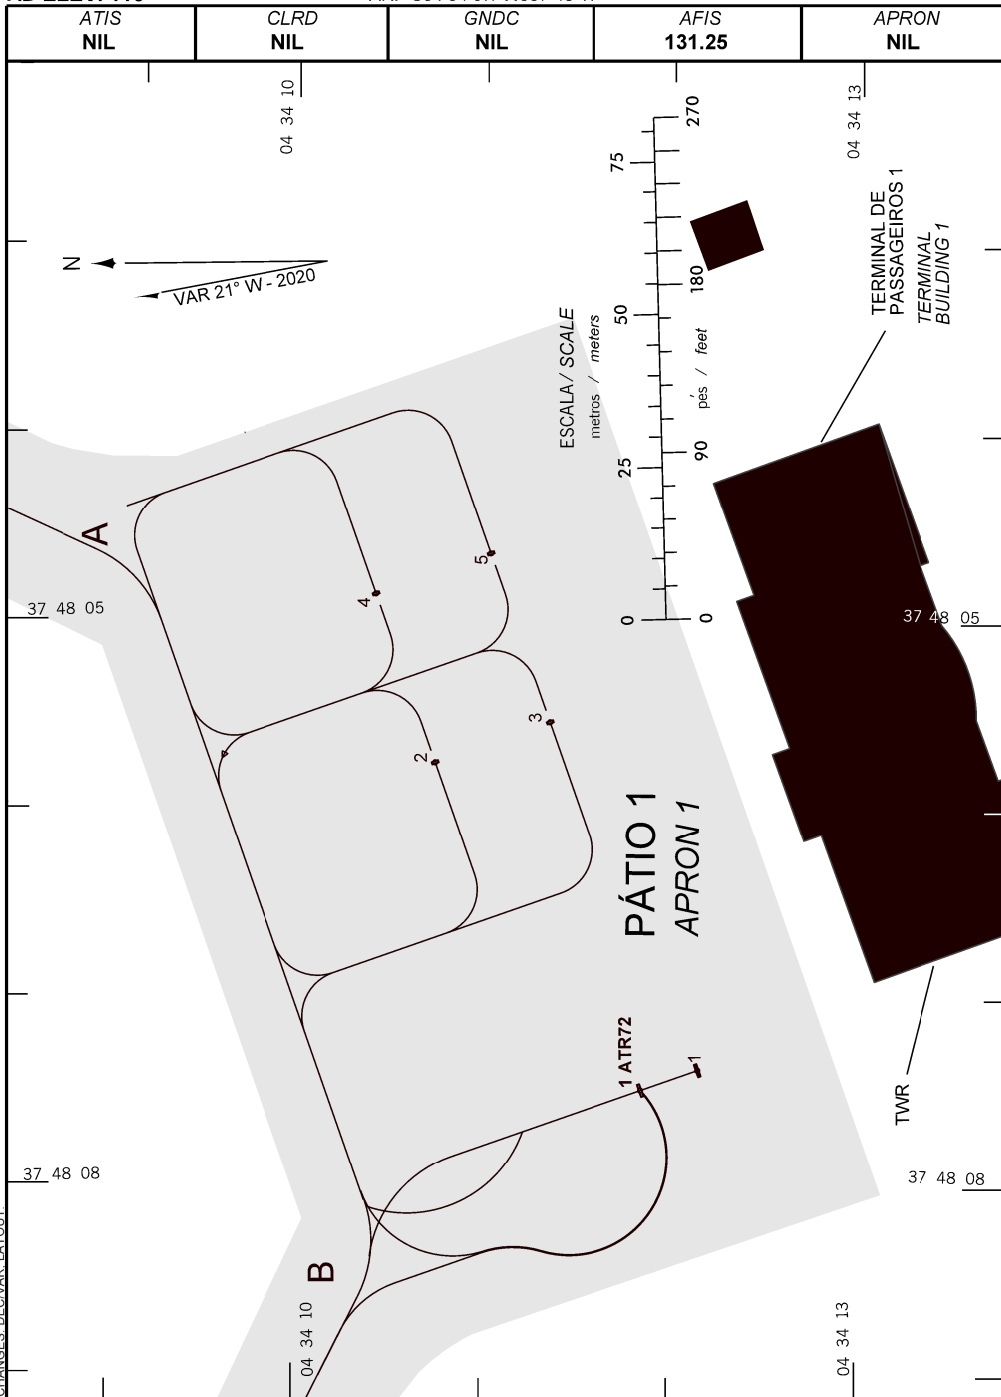 ATIS
NIL
CLRD
NIL
GNDC
NIL
AFIS
131.25
APRON
NIL
04 34 10
04 34 13
270
75
180
50
90
25
0
0
N
VAR 21° W - 2020
ESCALA / SCALE
metros / meters
pés / feet
TERMINAL DE
PASSAGEIROS 1
TERMINAL
BUILDING 1
A
4
5
37 48 05
37 48 05
2
3
PÁTIO 1
APRON 1
1 ATR72
1
TWR
37 48 08
37 48 08
B
04 34 10
04 34 13